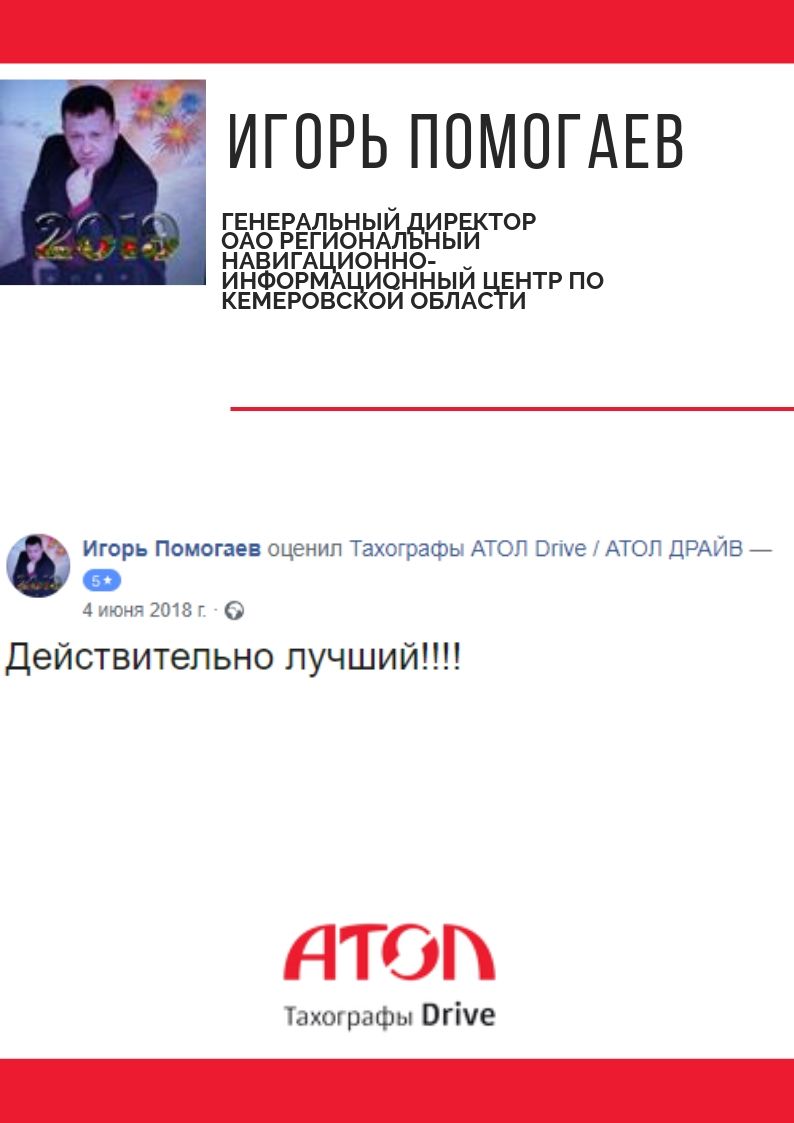 2019
ИГОРЬ ПОМОГАЕВ
ГЕНЕРАЛЬНЫЙ ДИРЕКТОР
ОАО РЕГИОНАЛЬНЫЙ
НАВИГАЦИОННО-
ИНФОРМАЦИОННЫЙ ЦЕНТР ПО
КЕМЕРОВСКОЙ ОБЛАСТИ
Игорь Помогаев оценил Тахографы АТОЛ Drive / АТОЛ ДРАЙВ —
5★
4 июня 2018 г. ·
Действительно лучший!!!!
АТОЛ
Тахографы Drive